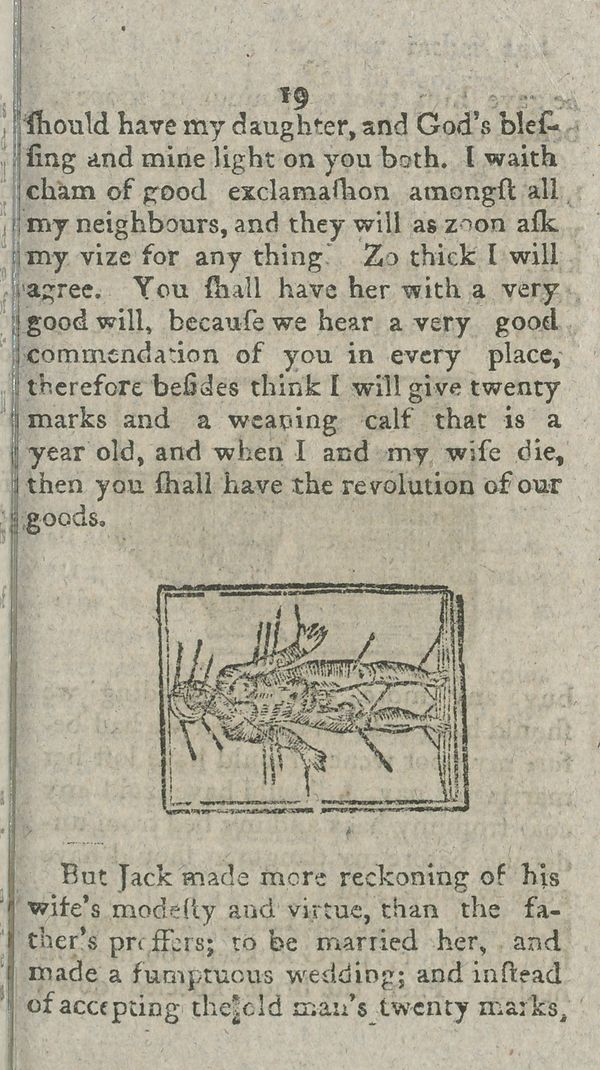 19
ſhould have my daughter, and God's bleſ-
ſing and mine light on you both. I waith
cham of good exclamaſhon amongſt all
my neighbours, and they will as zoon aſk
my vize for any thing Zo thick I will
agree. You ſhall have her with a very
good will, becauſe we hear a very good
commendation of you in every place,
therefore beſides think I will give twenty
marks and a weaning calf that is a
year old, and when I and my wife die,
then you ſhall have the revolution of our
goods.
But Jack made more reckoning of his
wife's modeſty and virtue, than the fa-
ther's proffers; to be married her, and
made a ſumptuous wedding; and inſtead
of accepting the old man's twenty marks,